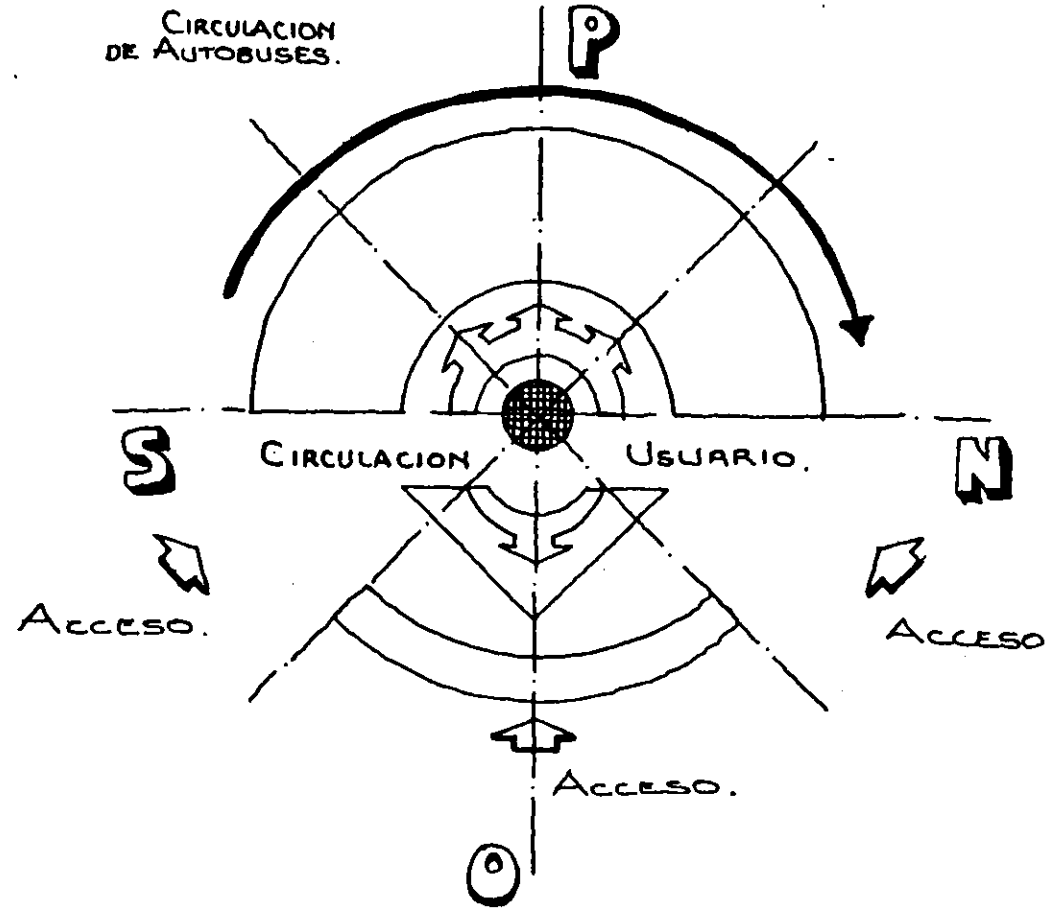 CIRCULACION
DE AUTOBUSES.
P
S
CIRCULACION USUARIO.
N
ACCESO.
ACCESO
ACCESO.
O